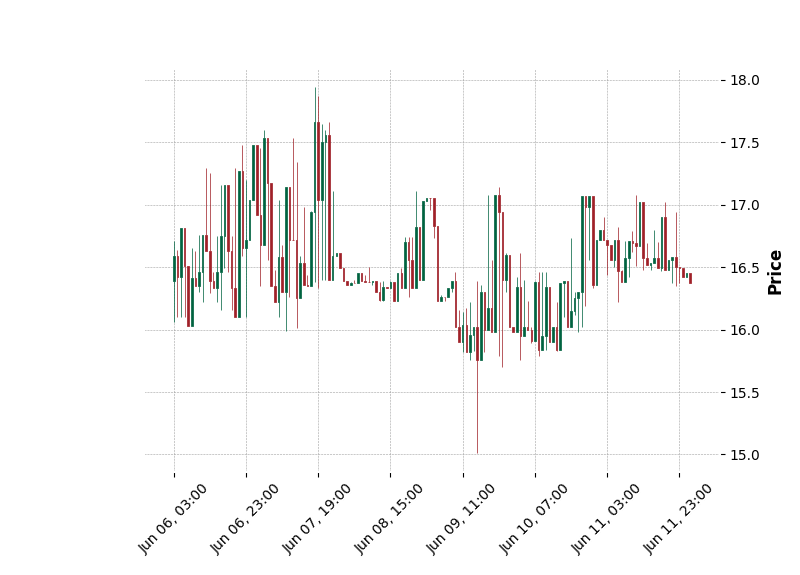 18.0
17.5
17.0
16.5
16.0
15.5
15.0
Price
Jun 06, 03:00
Jun 06, 23:00
Jun 07, 19:00
Jun 08, 15:00
Jun 09, 11:00
Jun 10, 07:00
Jun 11, 03:00
Jun 11, 23:00